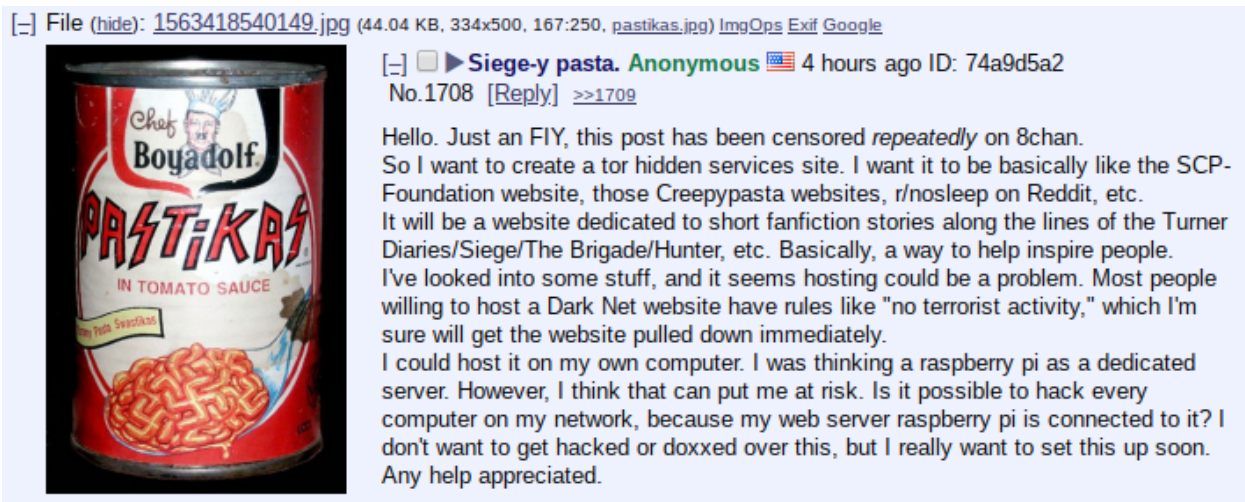 [–] File (hide): 1563418540149.jpg (44.04 KB, 334x500, 167:250, pastikas.jpg) ImgOps Exif Google
Chef
Boyadolf.
PASTiKAS
IN TOMATO SAUCE
Pasta Swastikas
[–] ▶ Siege-y pasta. Anonymous 4 hours ago ID: 74a9d5a2
No.1708 [Reply] >>1709
Hello. Just an FIY, this post has been censored repeatedly on 8chan.
So I want to create a tor hidden services site. I want it to be basically like the SCP-
Foundation website, those Creepypasta websites, r/nosleep on Reddit, etc.
It will be a website dedicated to short fanfiction stories along the lines of the Turner
Diaries/Siege/The Brigade/Hunter, etc. Basically, a way to help inspire people.
I've looked into some stuff, and it seems hosting could be a problem. Most people
willing to host a Dark Net website have rules like "no terrorist activity," which I'm
sure will get the website pulled down immediately.
I could host it on my own computer. I was thinking a raspberry pi as a dedicated
server. However, I think that can put me at risk. Is it possible to hack every
computer on my network, because my web server raspberry pi is connected to it? I
don't want to get hacked or doxxed over this, but I really want to set this up soon.
Any help appreciated.